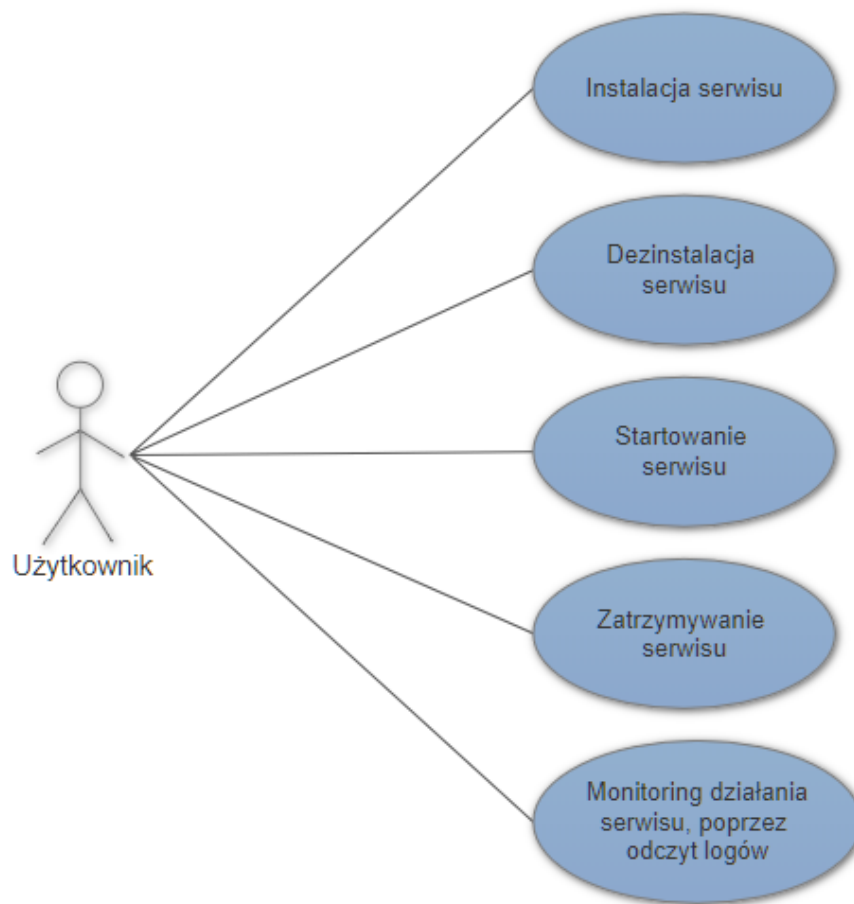 Instalacja serwisu
Dezinstalacja
serwisu
Startowanie
serwisu
Użytkownik
Zatrzymywanie
serwisu
Monitoring działania
serwisu, poprzez
odczyt logów